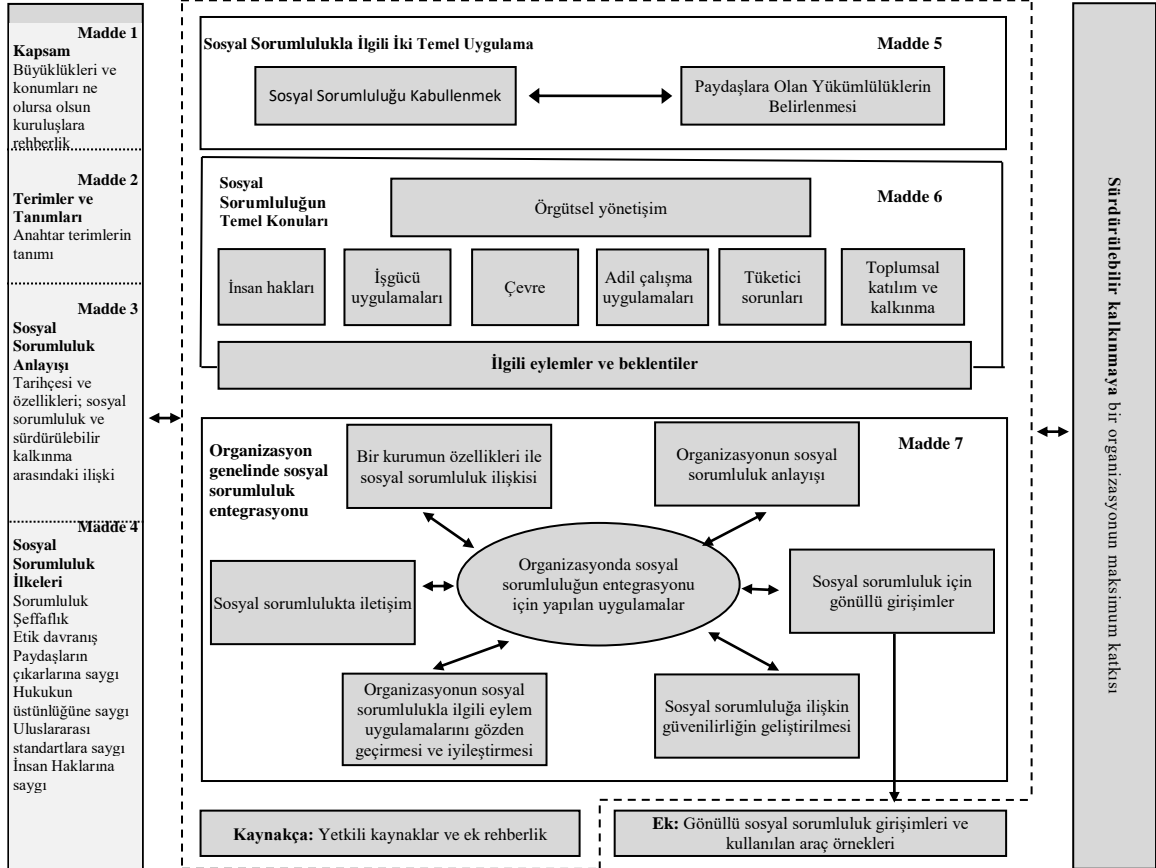 Madde 1
Kapsam
Büyüklükleri ve
konumları ne
olursa olsun
kuruluşlara
rehberlik
Madde 2
Terimler ve
Tanımları
Anahtar terimlerin
tanımı
Madde 3
Sosyal
Sorumluluk
Anlayışı
Tarihçesi ve
özellikleri; sosyal
sorumluluk ve
sürdürülebilir
kalkınma
arasındaki ilişki
Madde 4
Sosyal
Sorumluluk
İlkeleri
Sorumluluk
Şeffaflık
Etik davranış
Paydaşların
çıkarlarına saygı
Hukukun
üstünlüğüne saygı
Uluslararası
standartlara saygı
İnsan Haklarına
saygı
Sosyal Sorumlulukla İlgili İki Temel Uygulama
Madde 5
Sosyal Sorumluluğu Kabullenmek
Paydaşlara Olan Yükümlülüklerin
Belirlenmesi
Sosyal
Sorumluluğun
Temel Konuları
Madde 6
Örgütsel yönetişim
İnsan hakları
İşgücü
uygulamaları
Çevre
Adil çalışma
uygulamaları
Tüketici
sorunları
Toplumsal
katılım ve
kalkınma
İlgili eylemler ve beklentiler
Organizasyon
genelinde sosyal
sorumluluk
entegrasyonu
Madde 7
Bir kurumun özellikleri ile
sosyal sorumluluk ilişkisi
Organizasyonun sosyal
sorumluluk anlayışı
Sosyal sorumlulukta iletişim
Organizasyonda sosyal
sorumluluğun entegrasyonu
için yapılan uygulamalar
Sosyal sorumluluk için
gönüllü girişimler
Organizasyonun sosyal
sorumlulukla ilgili eylem
uygulamalarını gözden
geçirmesi ve iyileştirmesi
Sosyal sorumluluğa ilişkin
güvenilirliğin geliştirilmesi
Kaynakça: Yetkili kaynaklar ve ek rehberlik
Ek: Gönüllü sosyal sorumluluk girişimleri ve
kullanılan araç örnekleri
Sürdürülebilir kalkınmaya bir organizasyonun maksimum katkısı